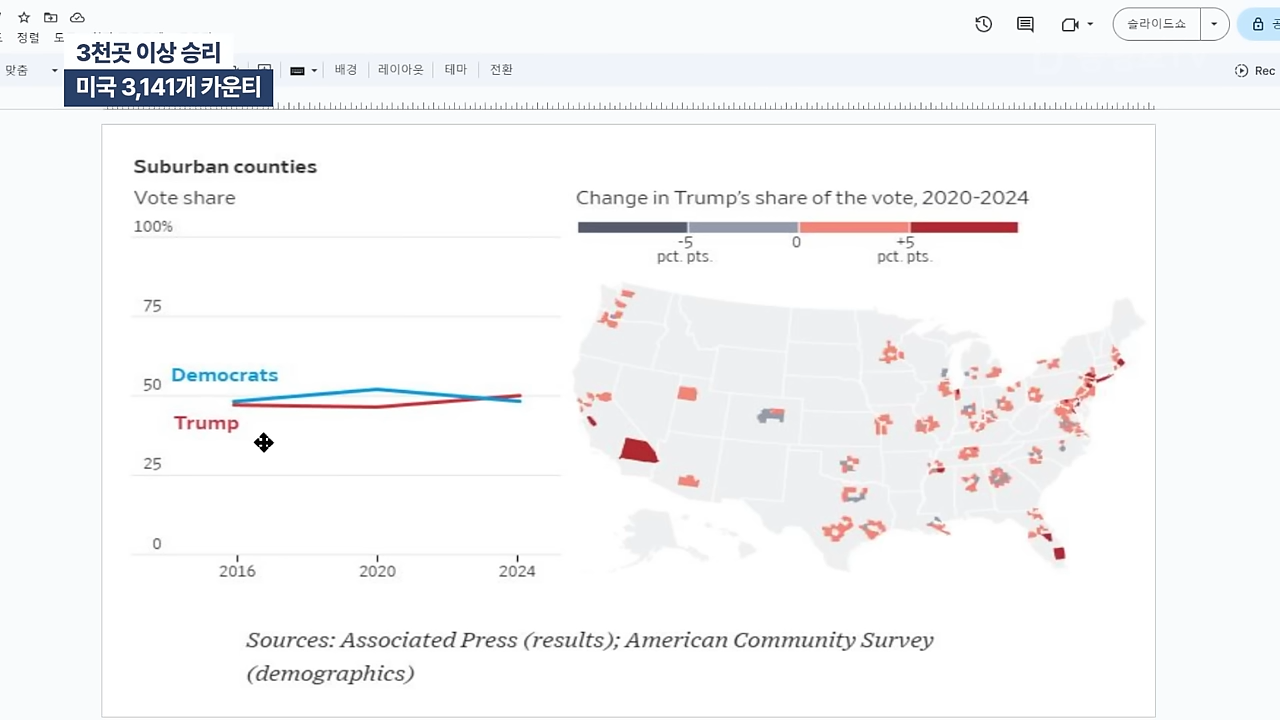 슬라이드쇼
정렬
3천곳 이상 승리
미국 3,141개 카운티
맞춤
배경
레이아웃
테마
전환
Rec
Suburban counties
Vote share
100%
75
50
25
0
Democrats
Trump
2016
2020
2024
Change in Trump's share of the vote, 2020-2024
-5
pct. pts.
0
+5
pct. pts.
Sources: Associated Press (results); American Community Survey
(demographics)